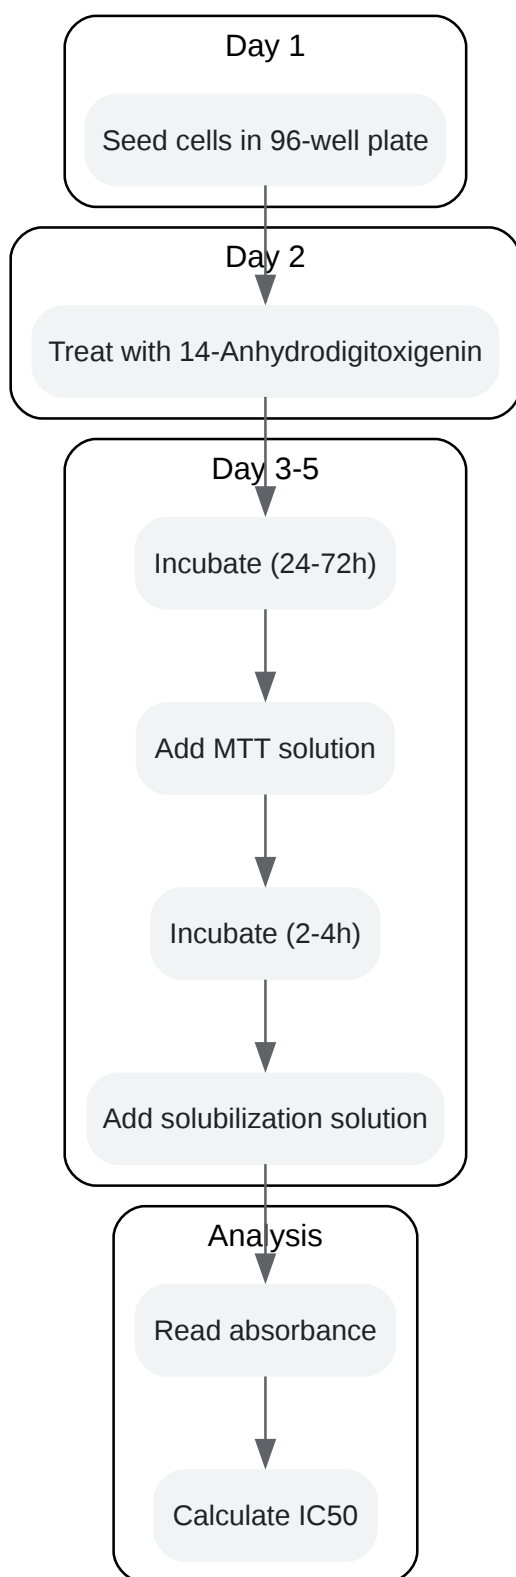 Day 1
Seed cells in 96-well plate
Day 2
Treat with 14-Anhydrodigitoxigenin
Day 3-5
Incubate (24-72h)
Add MTT solution
Incubate (2-4h)
Add solubilization solution
Analysis
Read absorbance
Calculate IC50